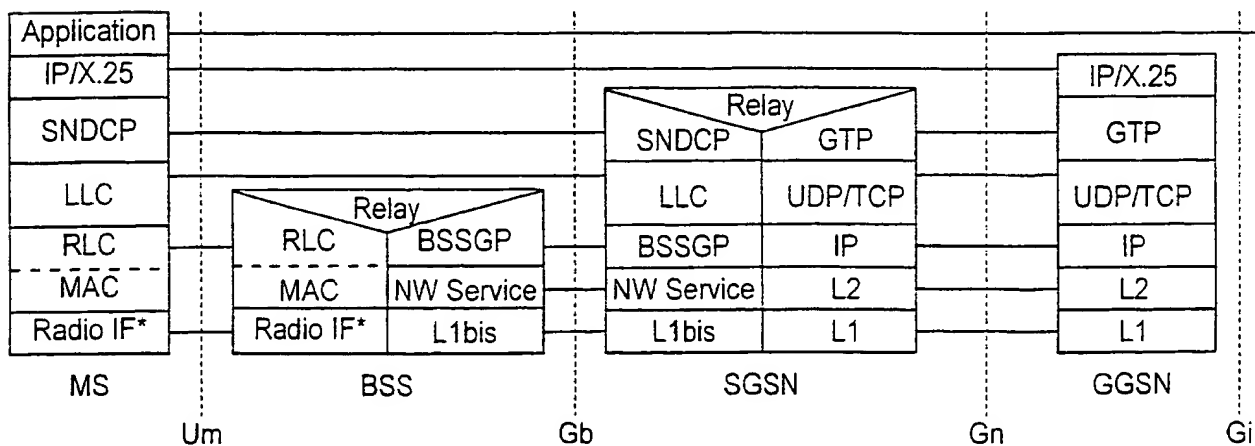 Application
IP/X.25
SNDCP
LLC
RLC
MAC
Radio IF*
MS
Relay
RLC
BSSGP
MAC
NW Service
Radio IF*
L1bis
BSS
Relay
SNDCP
GTP
LLC
UDP/TCP
BSSGP
IP
NW Service
L2
L1bis
L1
SGSN
IP/X.25
GTP
UDP/TCP
IP
L2
L1
GGSN
Um
Gb
Gn
Gi